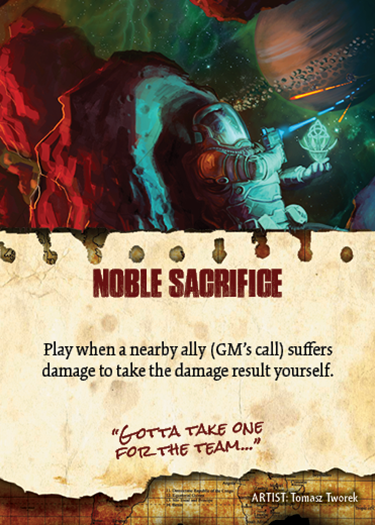 NOBLE SACRIFICE
Play when a nearby ally (GM's call) suffers
damage to take the damage result yourself.
"GOTTA TAKE ONE
FOR THE TEAM..."
ARTIST: Tomasz Tworek